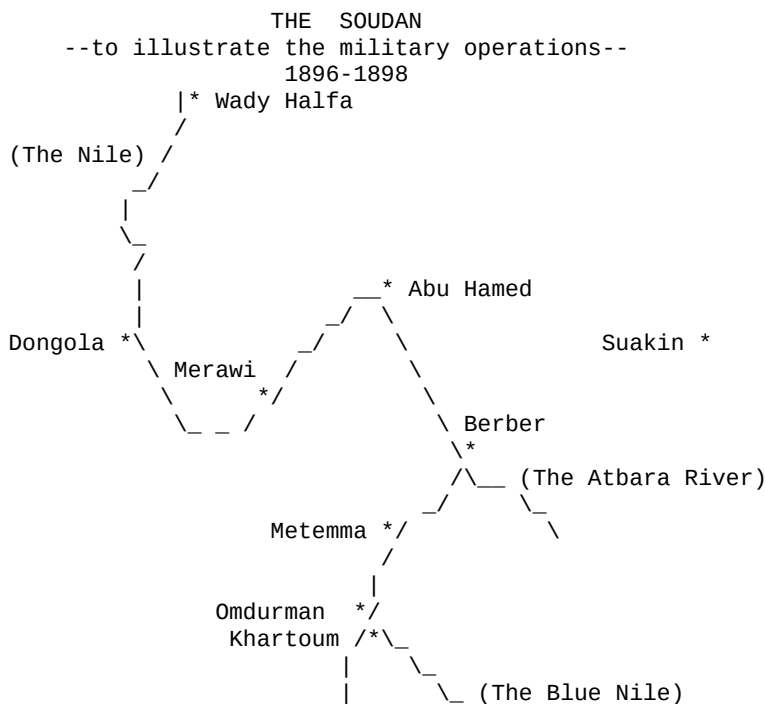 THE SOUDAN
--to illustrate the military operations--
1896-1898
* Wady Halfa
(The Nile)
* Abu Hamed
Dongola *
Suakin *
Merawi
*
Berber
*
(The Atbara River)
Metemma *
Omdurman *
Khartoum *
(The Blue Nile)